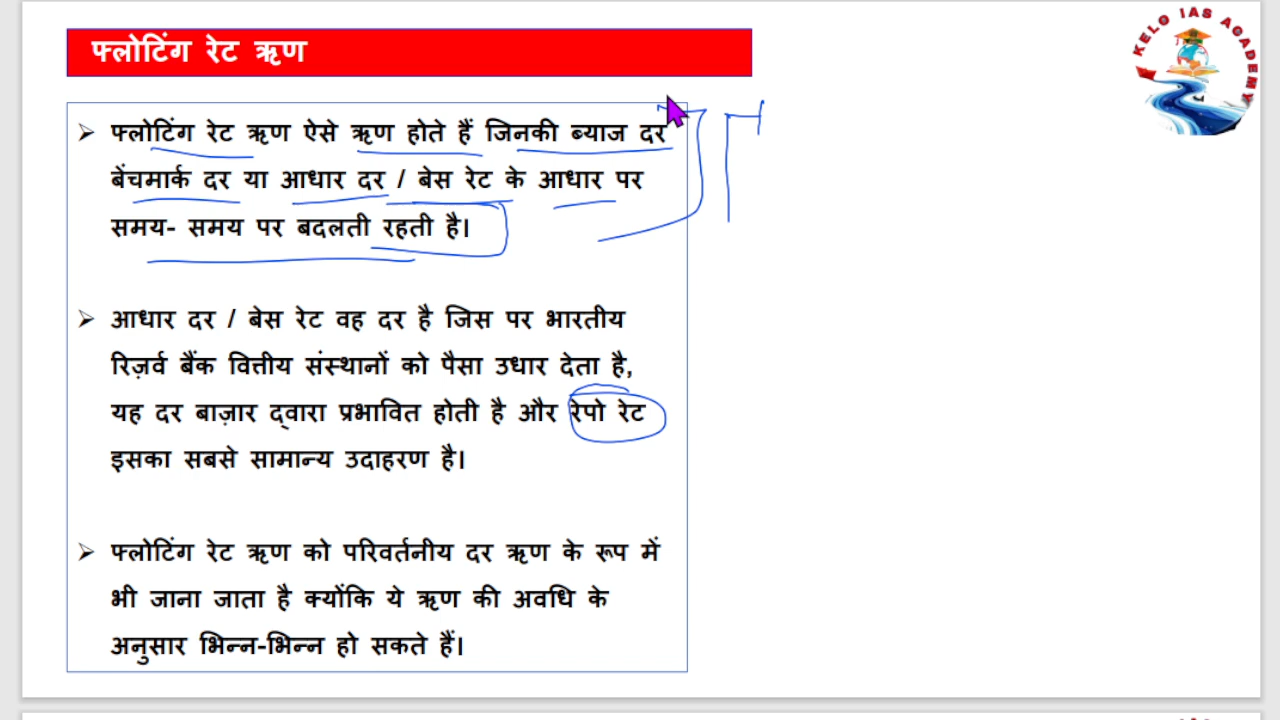 फ्लोटिंग रेट ऋण
KELO IAS ACADEMY
➢ फ्लोटिंग रेट ऋण ऐसे ऋण होते हैं जिनकी ब्याज दर
बेंचमार्क दर या आधार दर / बेस रेट के आधार पर
समय- समय पर बदलती रहती है।
➢ आधार दर / बेस रेट वह दर है जिस पर भारतीय
रिज़र्व बैंक वित्तीय संस्थानों को पैसा उधार देता है,
यह दर बाज़ार द्वारा प्रभावित होती है और रेपो रेट
इसका सबसे सामान्य उदाहरण है।
➢ फ्लोटिंग रेट ऋण को परिवर्तनीय दर ऋण के रूप में
भी जाना जाता है क्योंकि ये ऋण की अवधि के
अनुसार भिन्न-भिन्न हो सकते हैं।